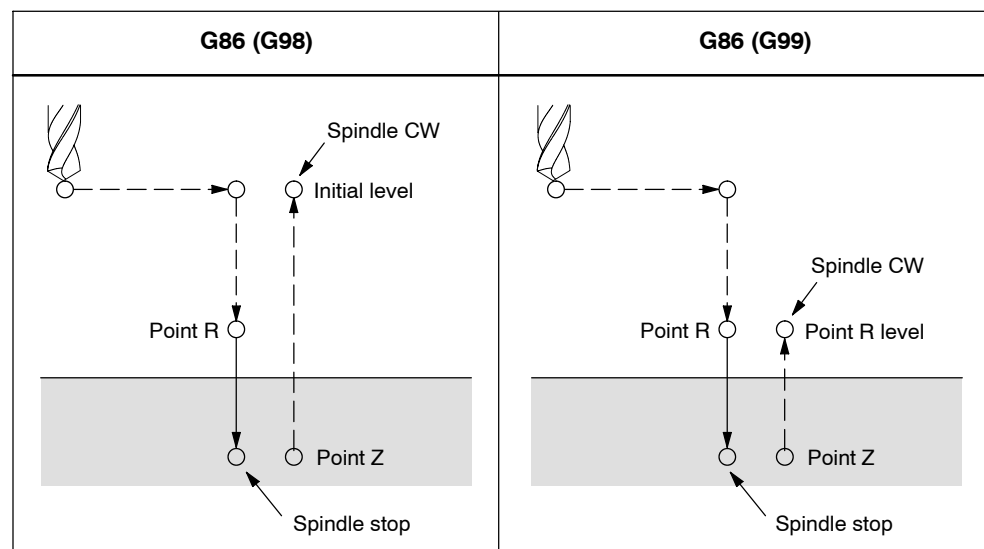 G86 (G98)
Spindle CW
Initial level
Point R
Point Z
Spindle stop
G86 (G99)
Spindle CW
Point R
Point R level
Point Z
Spindle stop